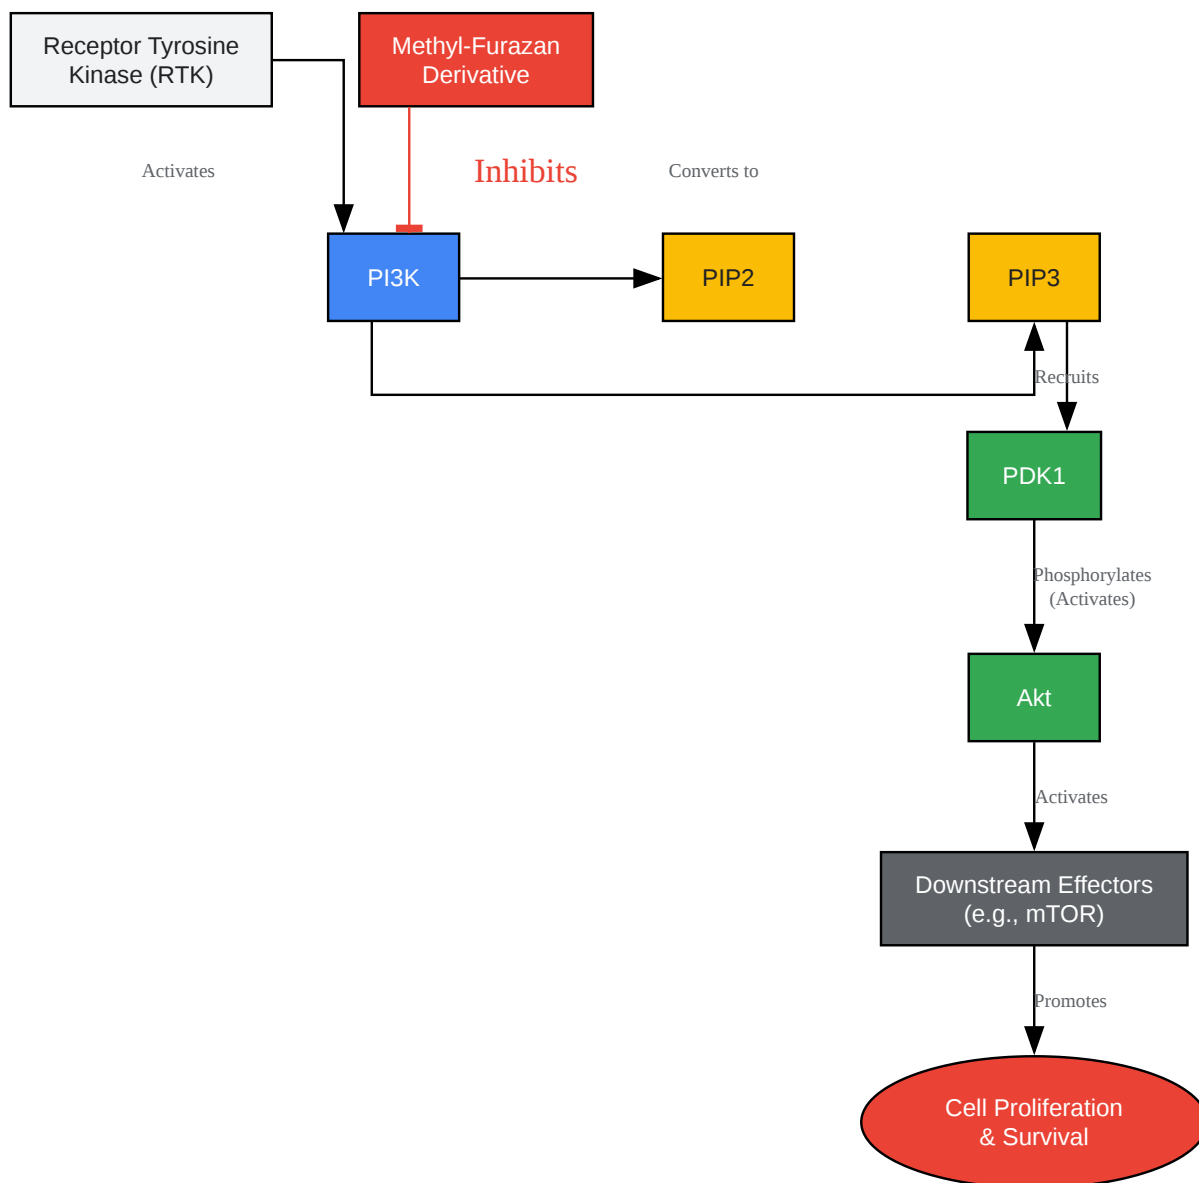 Receptor Tyrosine
Kinase (RTK)
Methyl-Furazan
Derivative
Activates
Inhibits
Converts to
PI3K
PIP2
PIP3
Recruits
PDK1
Phosphorylates
(Activates)
Akt
Activates
Downstream Effectors
(e.g., mTOR)
Promotes
Cell Proliferation
& Survival